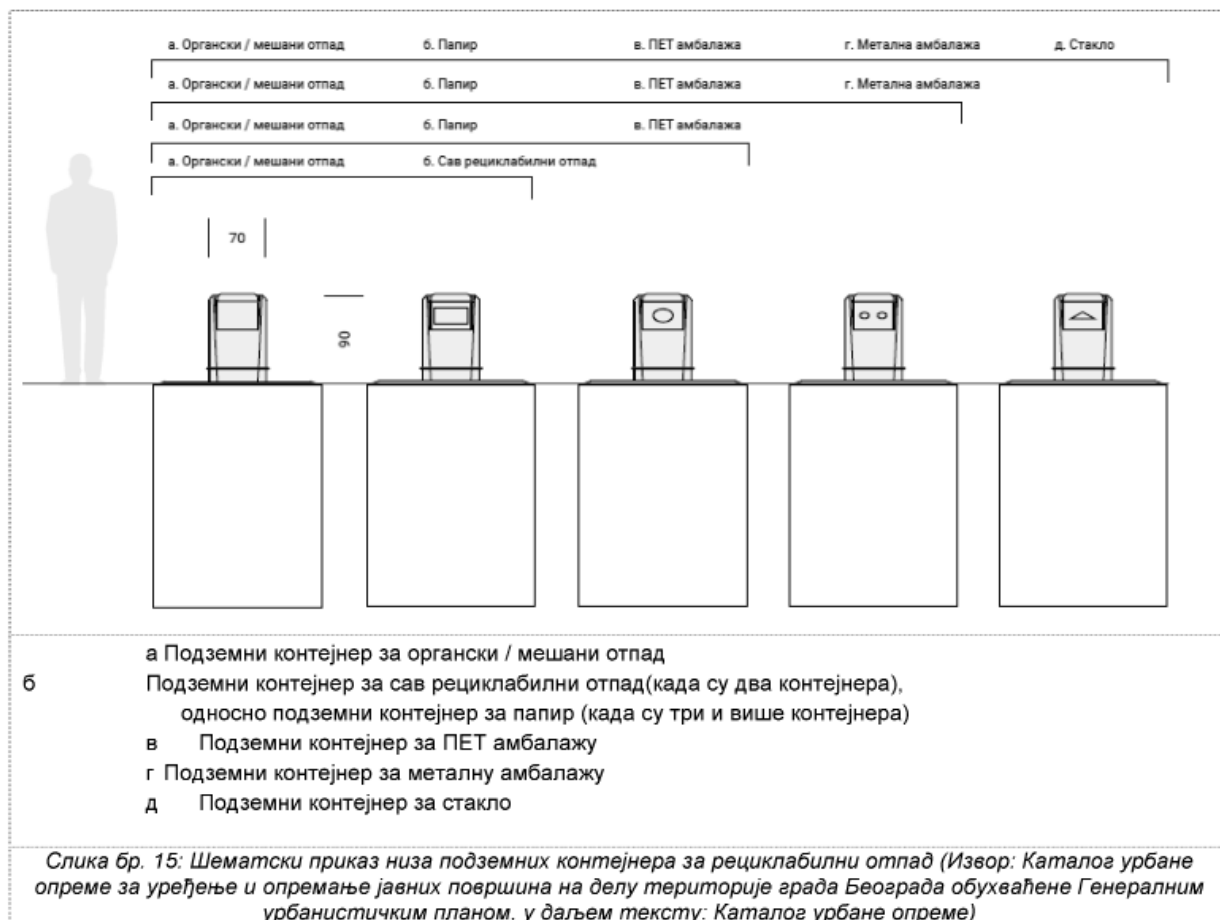 а. Органски / мешани отпад б. Папир в. ПЕТ амбалажа г. Метална амбалажа д. Стакло
а. Органски / мешани отпад б. Папир в. ПЕТ амбалажа г. Метална амбалажа
а. Органски / мешани отпад б. Папир в. ПЕТ амбалажа
а. Органски / мешани отпад б. Сав рециклабилни отпад
70
90
а Подземни контејнер за органски / мешани отпад
б Подземни контејнер за сав рециклабилни отпад(када су два контејнера),
односно подземни контејнер за папир (када су три и више контејнера)
в Подземни контејнер за ПЕТ амбалажу
г Подземни контејнер за металну амбалажу
д Подземни контејнер за стакло
Слика бр. 15: Шематски приказ низа подземних контејнера за рециклабилни отпад (Извор: Каталог урбане
опреме за уређење и опремање јавних површина на делу територије града Београда обухваћене Генералним
урбанистичким планом, у даљем тексту: Каталог урбане опреме)